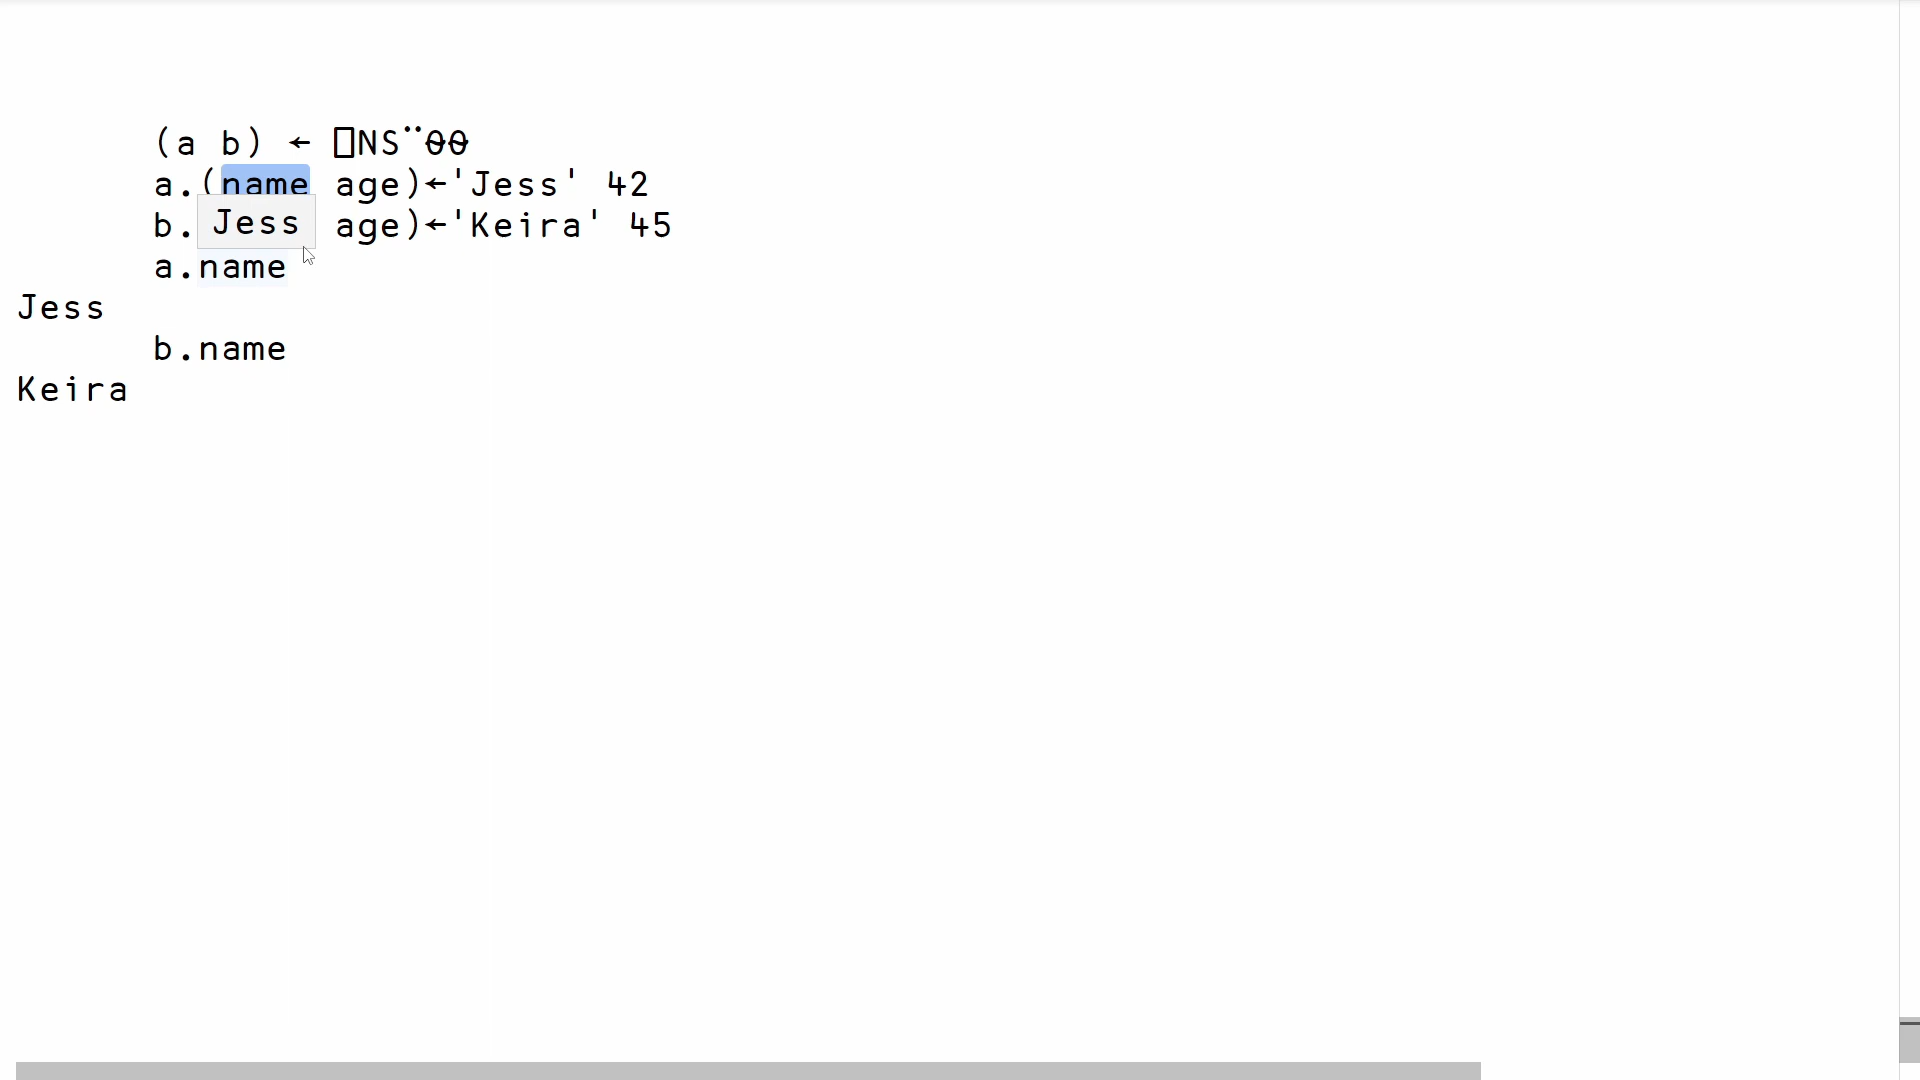 (a b) ← ⎕NS¨⍬⍬
a.(name age)←'Jess' 42
Jess
b. age)←'Keira' 45
a.name
Jess
b.name
Keira